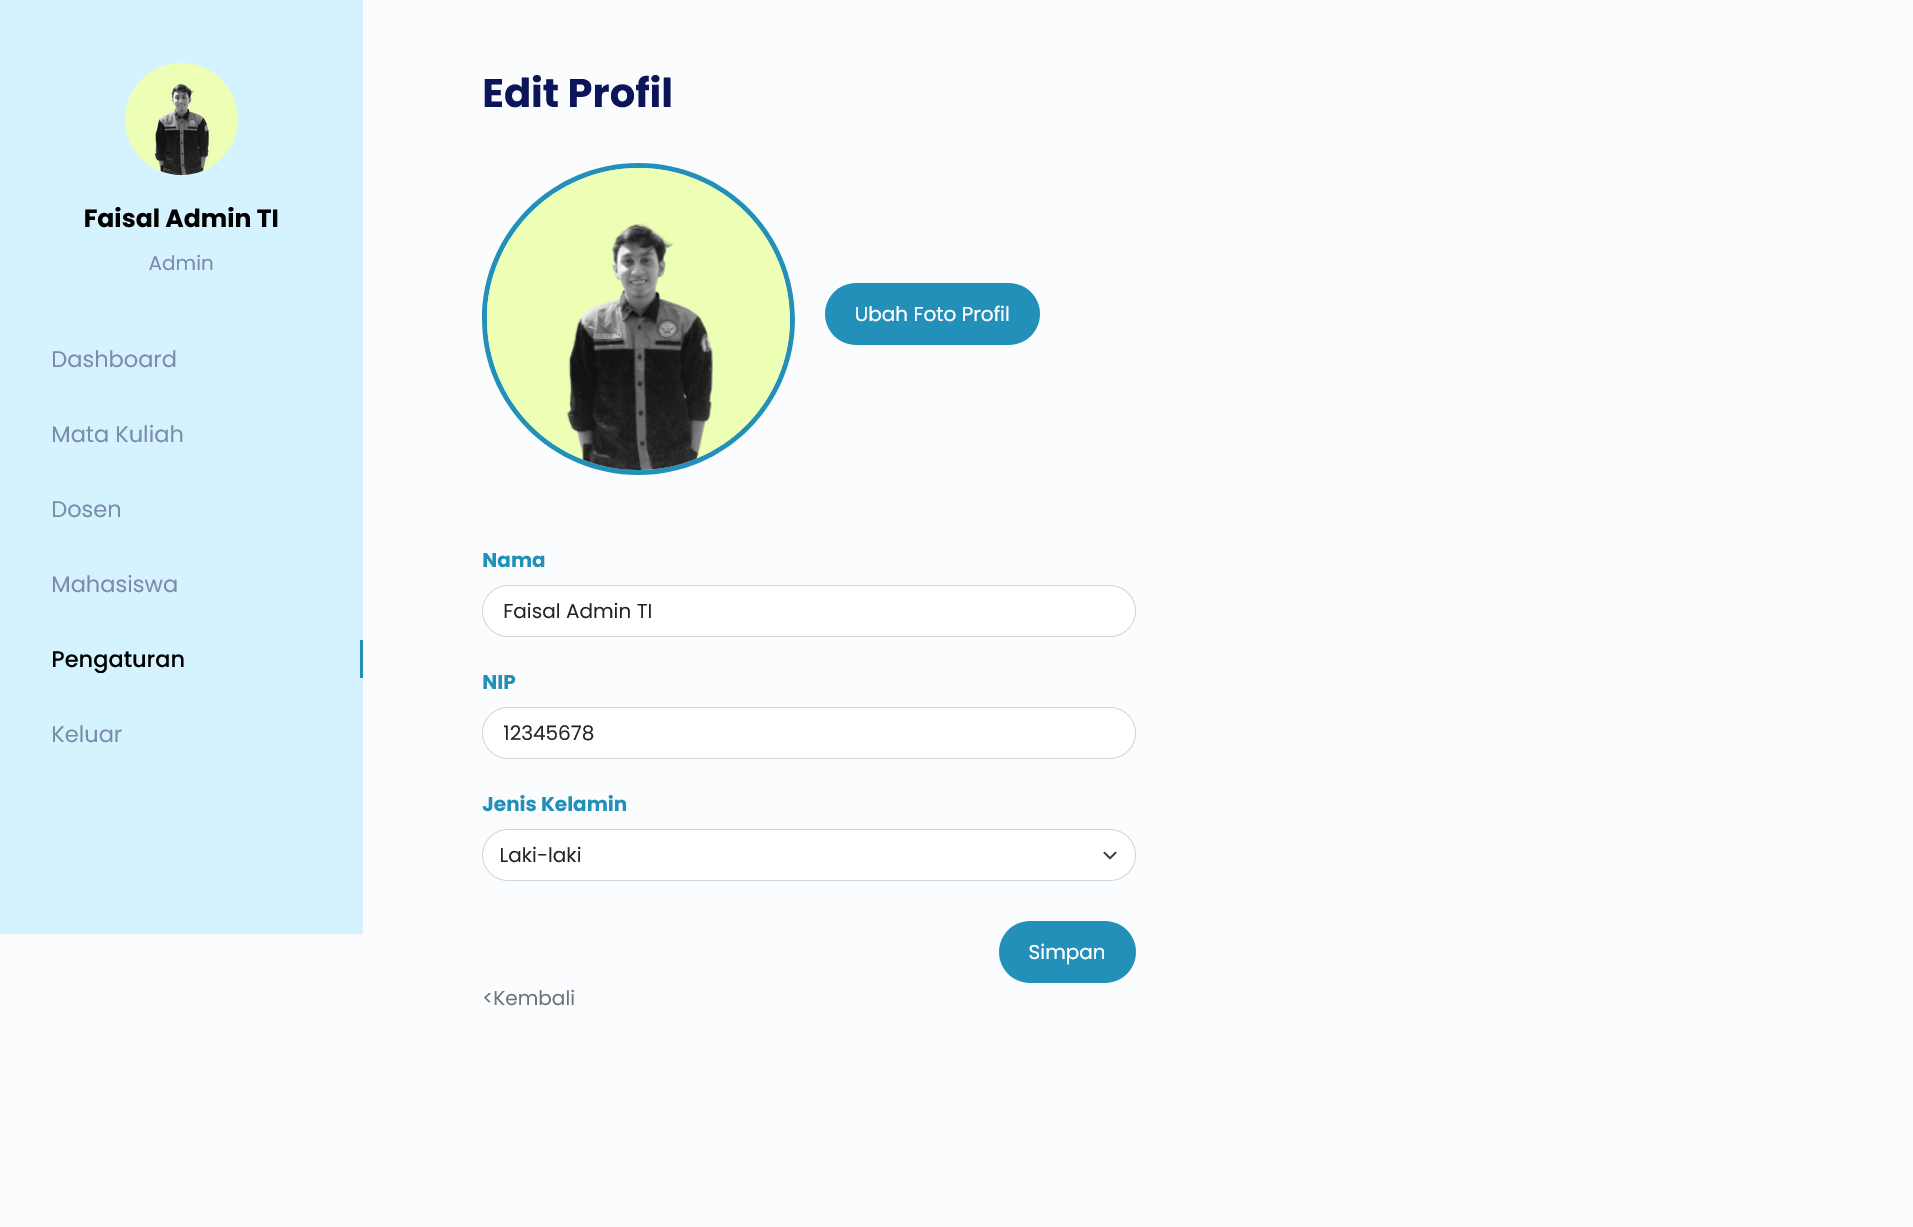 Faisal Admin TI
Admin
Dashboard
Mata Kuliah
Dosen
Mahasiswa
Pengaturan
Keluar
Edit Profil
Ubah Foto Profil
Nama
Faisal Admin TI
NIP
12345678
Jenis Kelamin
Laki-laki
Simpan
<Kembali